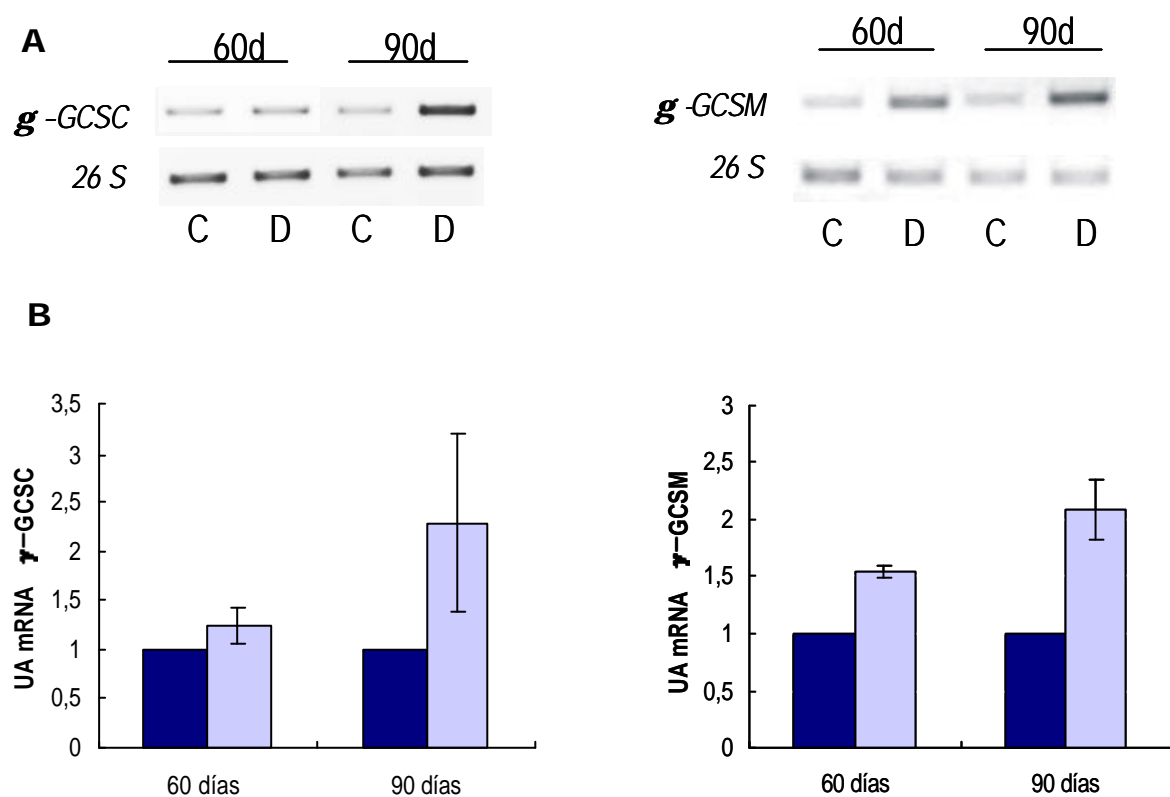 A
60d 90d
g -GCSC
26 S
C D C D
60d 90d
g -GCSM
26 S
C D C D
B
UA mRNA γ-GCSC
3,5
3
2,5
2
1,5
1
0,5
0
60 días 90 días
UA mRNA γ-GCSM
3
2,5
2
1,5
1
0,5
0
60 días 90 días